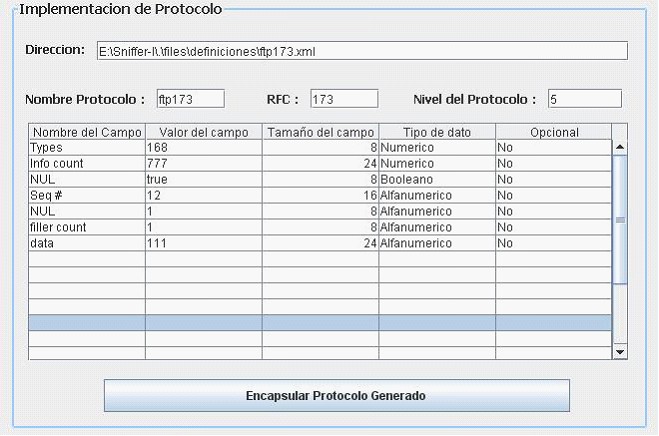 Implementacion de Protocolo
Direccion: E:\Sniffer-I\.\files\definiciones\ftp173.xml
Nombre Protocolo : ftp173 RFC : 173 Nivel del Protocolo : 5
Nombre del Campo Valor del campo Tamaño del campo Tipo de dato Opcional
Types 168 8 Numerico No
Info count 777 24 Numerico No
NUL true 8 Booleano No
Seq # 12 16 Alfanumerico No
NUL 1 8 Alfanumerico No
filler count 1 8 Alfanumerico No
data 111 24 Alfanumerico No
Encapsular Protocolo Generado